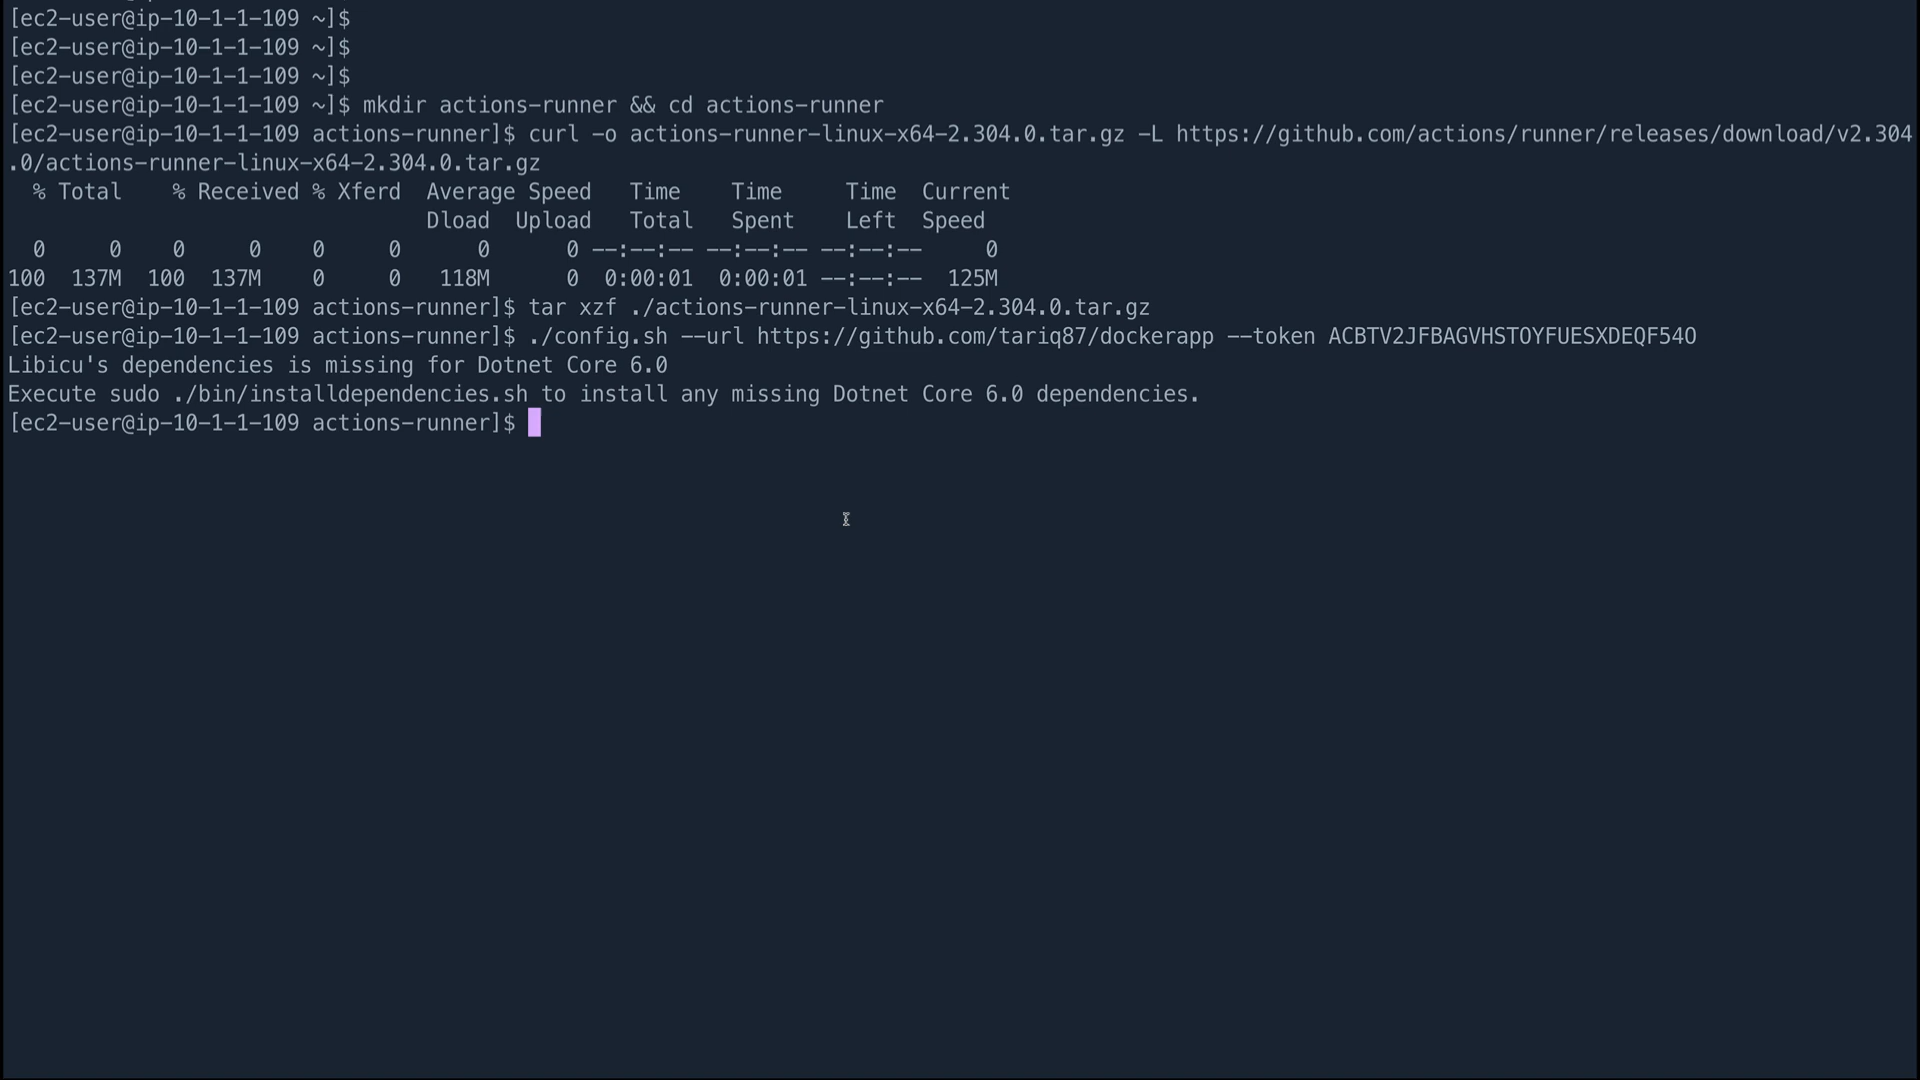 [ec2-user@ip-10-1-1-109 ~]$
[ec2-user@ip-10-1-1-109 ~]$
[ec2-user@ip-10-1-1-109 ~]$
[ec2-user@ip-10-1-1-109 ~]$ mkdir actions-runner && cd actions-runner
[ec2-user@ip-10-1-1-109 actions-runner]$ curl -o actions-runner-linux-x64-2.304.0.tar.gz -L https://github.com/actions/runner/releases/download/v2.304
.0/actions-runner-linux-x64-2.304.0.tar.gz
  % Total    % Received % Xferd  Average Speed   Time    Time     Time  Current
                                 Dload  Upload   Total   Spent    Left  Speed
  0     0    0     0    0     0      0      0 --:--:-- --:--:-- --:--:--     0
100  137M  100  137M    0     0   118M      0  0:00:01  0:00:01 --:--:--  125M
[ec2-user@ip-10-1-1-109 actions-runner]$ tar xzf ./actions-runner-linux-x64-2.304.0.tar.gz
[ec2-user@ip-10-1-1-109 actions-runner]$ ./config.sh --url https://github.com/tariq87/dockerapp --token ACBTV2JFBAGVHSTOYFUESXDEQF54O
Libicu's dependencies is missing for Dotnet Core 6.0
Execute sudo ./bin/installdependencies.sh to install any missing Dotnet Core 6.0 dependencies.
[ec2-user@ip-10-1-1-109 actions-runner]$